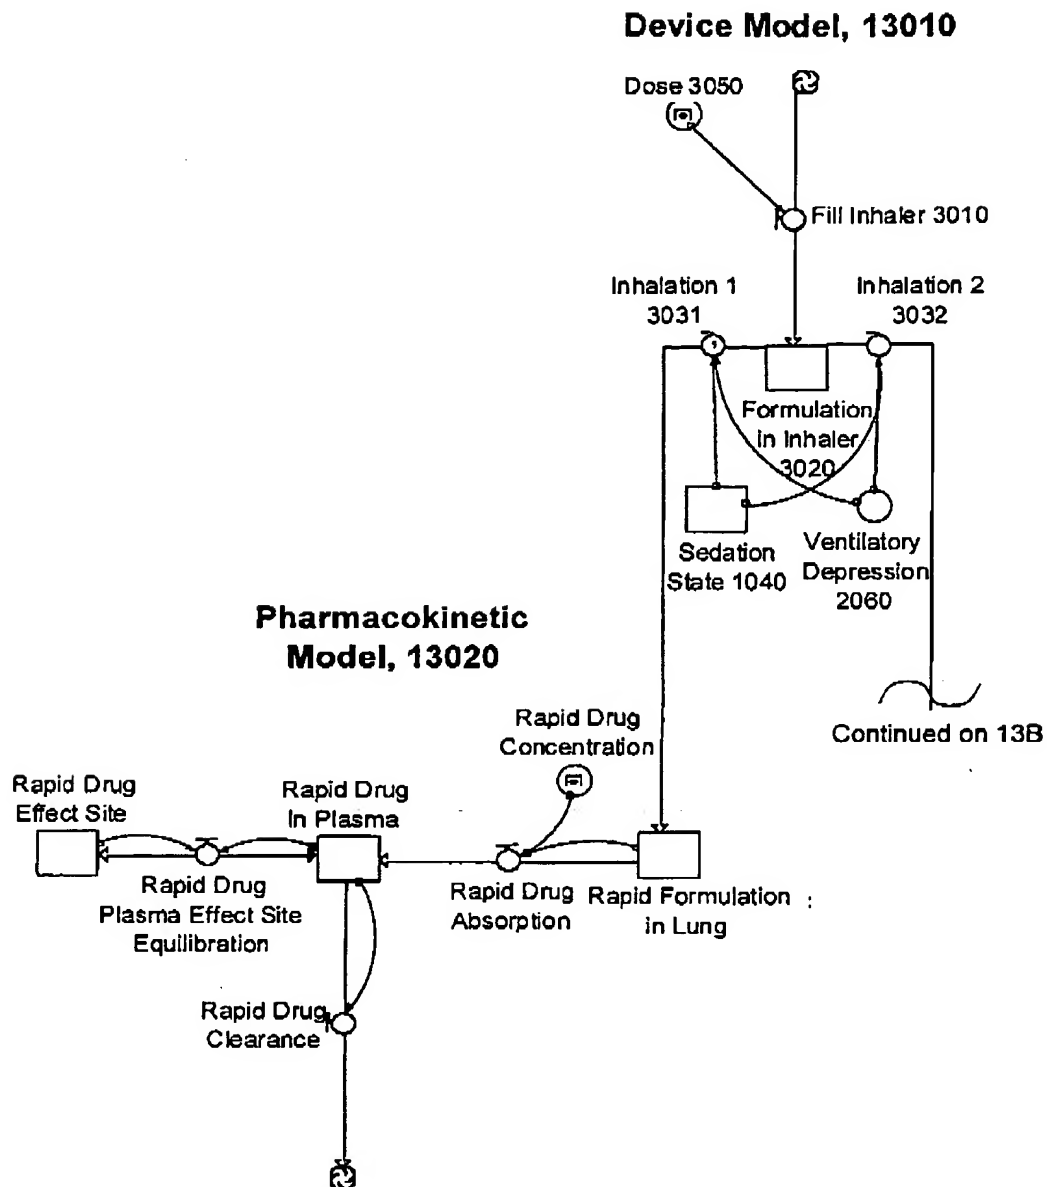 Device Model, 13010
Dose 3050
Fill Inhaler 3010
Inhalation 1
3031
Inhalation 2
3032
Formulation
in Inhaler
3020
Sedation
State 1040
Ventilatory
Depression
2060
Continued on 13B
Pharmacokinetic
Model, 13020
Rapid Drug
Concentration
Rapid Drug
Effect Site
Rapid Drug
In Plasma
Rapid Drug
Plasma Effect Site
Equilibration
Rapid Drug
Absorption
Rapid Formulation
in Lung
Rapid Drug
Clearance